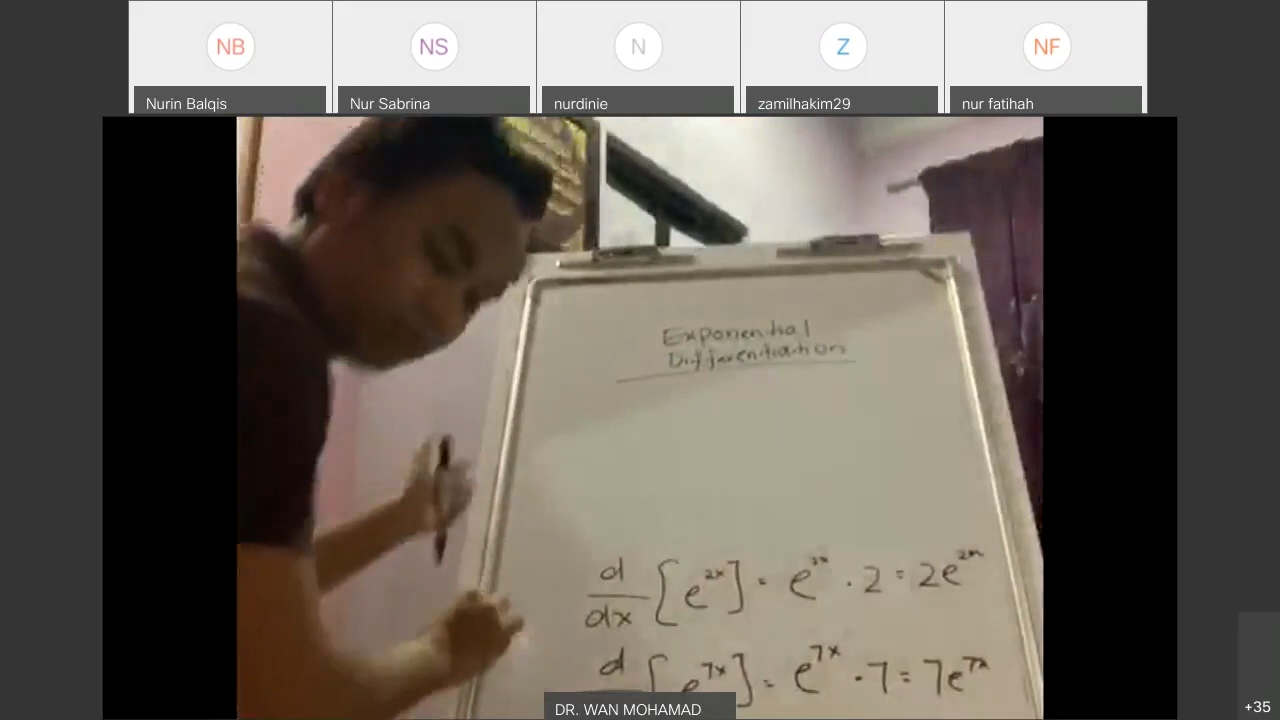 NB
NS
N
Z
NF
Nurin Balqis
Nur Sabrina
nurdinie
zamilhakim29
nur fatihah
Exponential
Differentiation
d/dx [e^2x] = e^2x · 2 = 2e^2x
d [e^7x] = e^7x · 7 = 7e^7x
DR. WAN MOHAMAD
+35